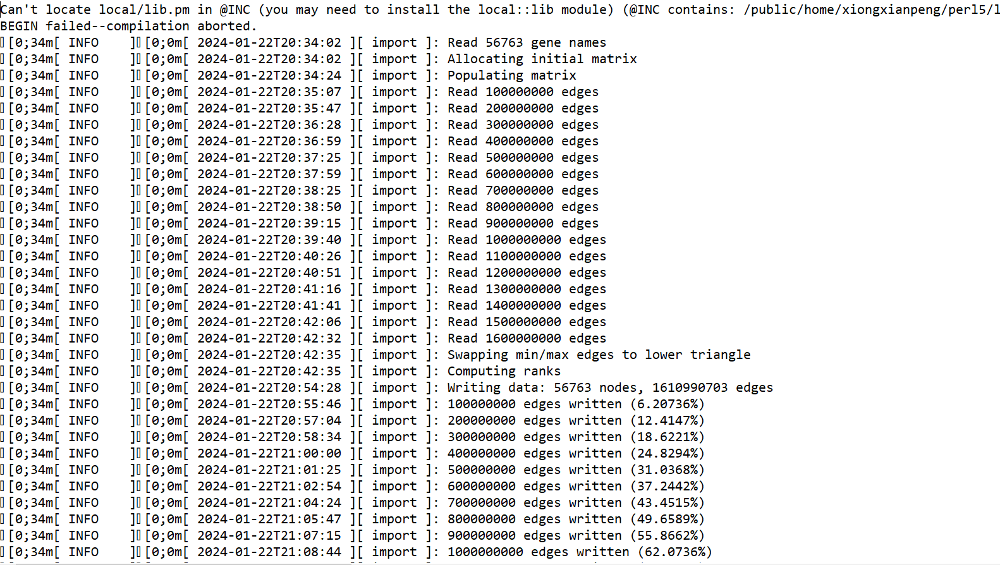 Can't locate local/lib.pm in @INC (you may need to install the local::lib module) (@INC contains: /public/home/xiongxianpeng/perl5/l
BEGIN failed--compilation aborted.
[0;34m[ INFO    ][0;0m[ 2024-01-22T20:34:02 ][ import ]: Read 56763 gene names
[0;34m[ INFO    ][0;0m[ 2024-01-22T20:34:02 ][ import ]: Allocating initial matrix
[0;34m[ INFO    ][0;0m[ 2024-01-22T20:34:24 ][ import ]: Populating matrix
[0;34m[ INFO    ][0;0m[ 2024-01-22T20:35:07 ][ import ]: Read 100000000 edges
[0;34m[ INFO    ][0;0m[ 2024-01-22T20:35:47 ][ import ]: Read 200000000 edges
[0;34m[ INFO    ][0;0m[ 2024-01-22T20:36:28 ][ import ]: Read 300000000 edges
[0;34m[ INFO    ][0;0m[ 2024-01-22T20:36:59 ][ import ]: Read 400000000 edges
[0;34m[ INFO    ][0;0m[ 2024-01-22T20:37:25 ][ import ]: Read 500000000 edges
[0;34m[ INFO    ][0;0m[ 2024-01-22T20:37:59 ][ import ]: Read 600000000 edges
[0;34m[ INFO    ][0;0m[ 2024-01-22T20:38:25 ][ import ]: Read 700000000 edges
[0;34m[ INFO    ][0;0m[ 2024-01-22T20:38:50 ][ import ]: Read 800000000 edges
[0;34m[ INFO    ][0;0m[ 2024-01-22T20:39:15 ][ import ]: Read 900000000 edges
[0;34m[ INFO    ][0;0m[ 2024-01-22T20:39:40 ][ import ]: Read 1000000000 edges
[0;34m[ INFO    ][0;0m[ 2024-01-22T20:40:26 ][ import ]: Read 1100000000 edges
[0;34m[ INFO    ][0;0m[ 2024-01-22T20:40:51 ][ import ]: Read 1200000000 edges
[0;34m[ INFO    ][0;0m[ 2024-01-22T20:41:16 ][ import ]: Read 1300000000 edges
[0;34m[ INFO    ][0;0m[ 2024-01-22T20:41:41 ][ import ]: Read 1400000000 edges
[0;34m[ INFO    ][0;0m[ 2024-01-22T20:42:06 ][ import ]: Read 1500000000 edges
[0;34m[ INFO    ][0;0m[ 2024-01-22T20:42:32 ][ import ]: Read 1600000000 edges
[0;34m[ INFO    ][0;0m[ 2024-01-22T20:42:35 ][ import ]: Swapping min/max edges to lower triangle
[0;34m[ INFO    ][0;0m[ 2024-01-22T20:42:35 ][ import ]: Computing ranks
[0;34m[ INFO    ][0;0m[ 2024-01-22T20:54:28 ][ import ]: Writing data: 56763 nodes, 1610990703 edges
[0;34m[ INFO    ][0;0m[ 2024-01-22T20:55:46 ][ import ]: 100000000 edges written (6.20736%)
[0;34m[ INFO    ][0;0m[ 2024-01-22T20:57:04 ][ import ]: 200000000 edges written (12.4147%)
[0;34m[ INFO    ][0;0m[ 2024-01-22T20:58:34 ][ import ]: 300000000 edges written (18.6221%)
[0;34m[ INFO    ][0;0m[ 2024-01-22T21:00:00 ][ import ]: 400000000 edges written (24.8294%)
[0;34m[ INFO    ][0;0m[ 2024-01-22T21:01:25 ][ import ]: 500000000 edges written (31.0368%)
[0;34m[ INFO    ][0;0m[ 2024-01-22T21:02:54 ][ import ]: 600000000 edges written (37.2442%)
[0;34m[ INFO    ][0;0m[ 2024-01-22T21:04:24 ][ import ]: 700000000 edges written (43.4515%)
[0;34m[ INFO    ][0;0m[ 2024-01-22T21:05:47 ][ import ]: 800000000 edges written (49.6589%)
[0;34m[ INFO    ][0;0m[ 2024-01-22T21:07:15 ][ import ]: 900000000 edges written (55.8662%)
[0;34m[ INFO    ][0;0m[ 2024-01-22T21:08:44 ][ import ]: 1000000000 edges written (62.0736%)